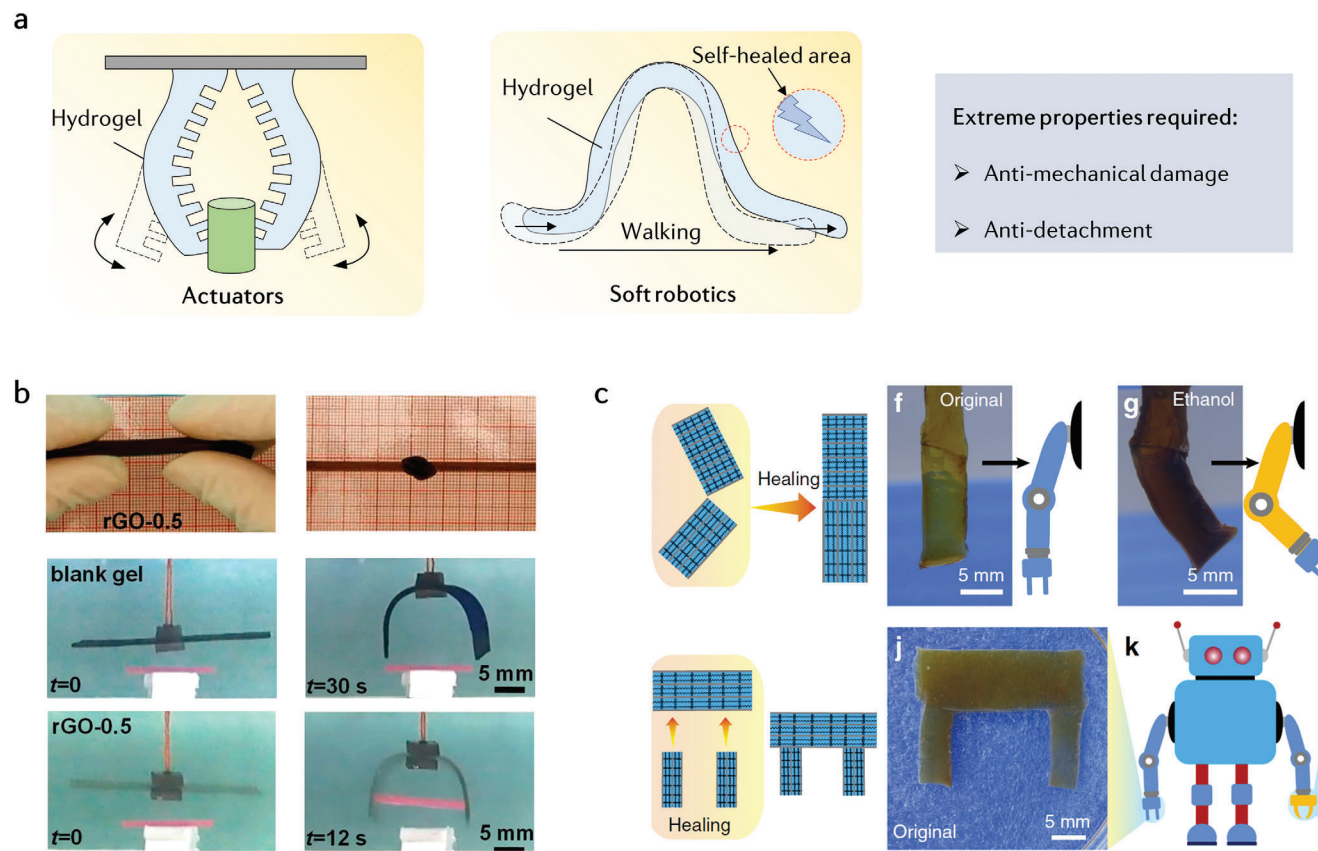 a
Hydrogel
Actuators
Hydrogel
Self-healed area
Walking
Soft robotics
Extreme properties required:
➢ Anti-mechanical damage
➢ Anti-detachment
b
rGO-0.5
blank gel
t=0
t=30 s
5 mm
rGO-0.5
t=0
t=12 s
5 mm
c
Healing
f
Original
5 mm
g
Ethanol
5 mm
Healing
j
Original
5 mm
k